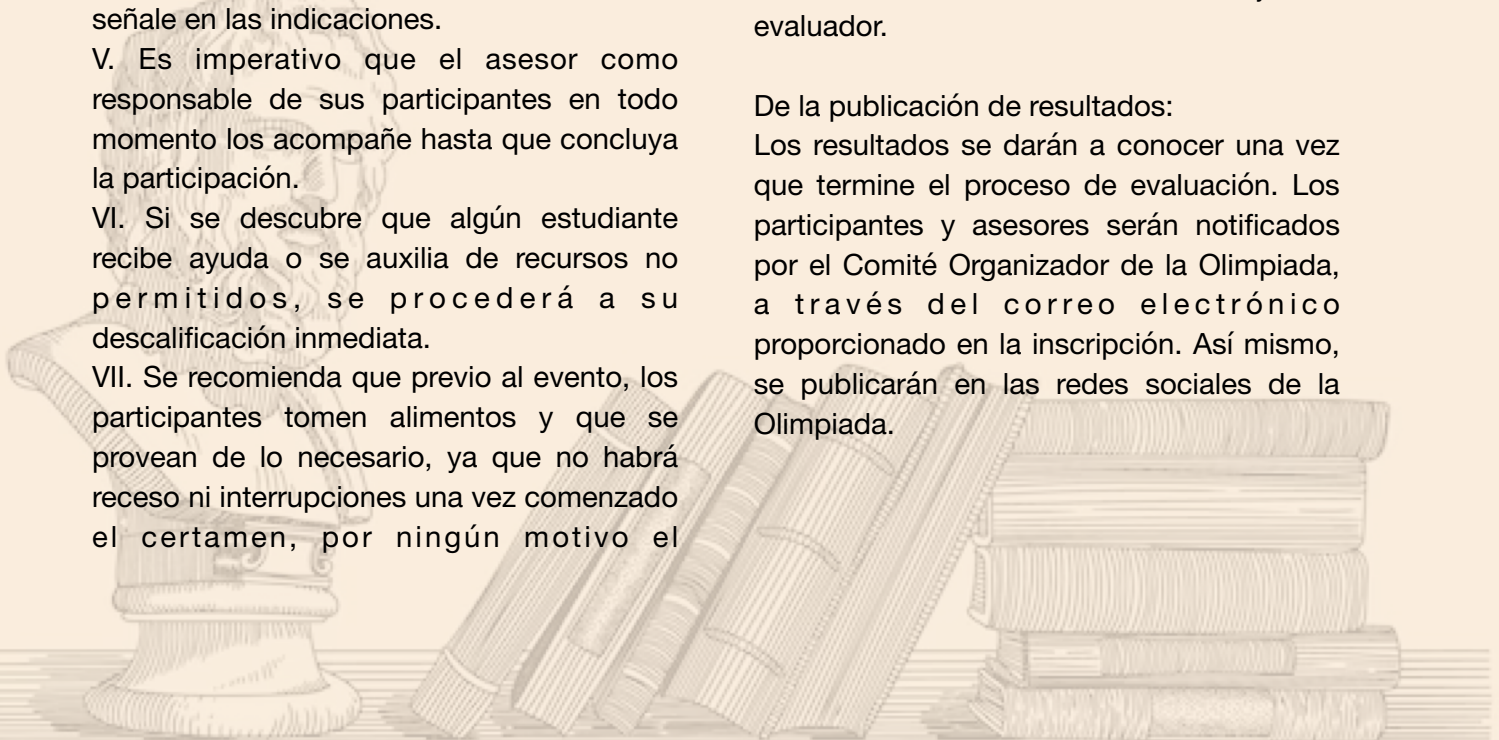 señale en las indicaciones.
V. Es imperativo que el asesor como
responsable de sus participantes en todo
momento los acompañe hasta que concluya
la participación.
VI. Si se descubre que algún estudiante
recibe ayuda o se auxilia de recursos no
permitidos, se procederá a su
descalificación inmediata.
VII. Se recomienda que previo al evento, los
participantes tomen alimentos y que se
provean de lo necesario, ya que no habrá
receso ni interrupciones una vez comenzado
el certamen, por ningún motivo el
evaluador.
De la publicación de resultados:
Los resultados se darán a conocer una vez
que termine el proceso de evaluación. Los
participantes y asesores serán notificados
por el Comité Organizador de la Olimpiada,
a través del correo electrónico
proporcionado en la inscripción. Así mismo,
se publicarán en las redes sociales de la
Olimpiada.